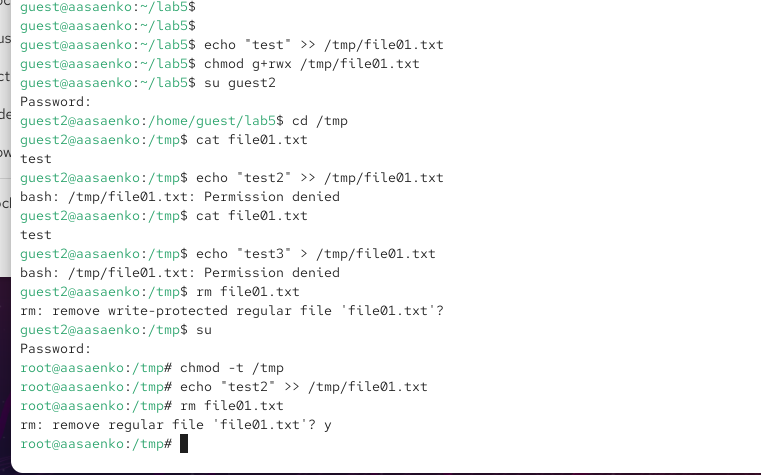 guest@aasaenko:~/lab5$
guest@aasaenko:~/lab5$
guest@aasaenko:~/lab5$ echo "test" >> /tmp/file01.txt
guest@aasaenko:~/lab5$ chmod g+rwx /tmp/file01.txt
guest@aasaenko:~/lab5$ su guest2
Password:
guest2@aasaenko:/home/guest/lab5$ cd /tmp
guest2@aasaenko:/tmp$ cat file01.txt
test
guest2@aasaenko:/tmp$ echo "test2" >> /tmp/file01.txt
bash: /tmp/file01.txt: Permission denied
guest2@aasaenko:/tmp$ cat file01.txt
test
guest2@aasaenko:/tmp$ echo "test3" > /tmp/file01.txt
bash: /tmp/file01.txt: Permission denied
guest2@aasaenko:/tmp$ rm file01.txt
rm: remove write-protected regular file 'file01.txt'?
guest2@aasaenko:/tmp$ su
Password:
root@aasaenko:/tmp# chmod -t /tmp
root@aasaenko:/tmp# echo "test2" >> /tmp/file01.txt
root@aasaenko:/tmp# rm file01.txt
rm: remove regular file 'file01.txt'? y
root@aasaenko:/tmp#